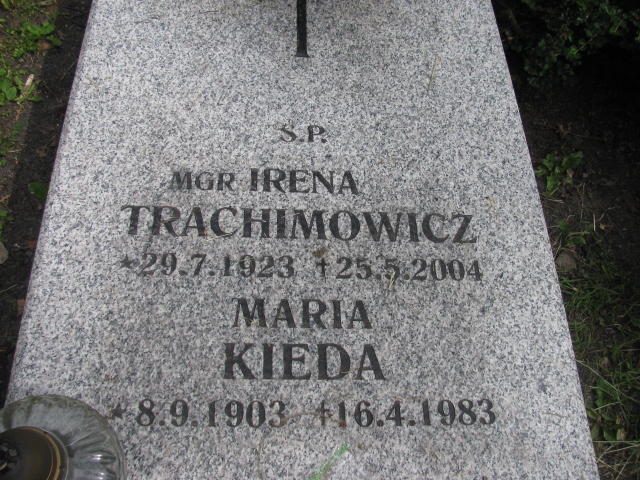 S.P.
MGR IRENA
TRACHIMOWICZ
*29.7.1923 †25.5.2004
MARIA
KIEDA
*8.9.1903 †16.4.1983